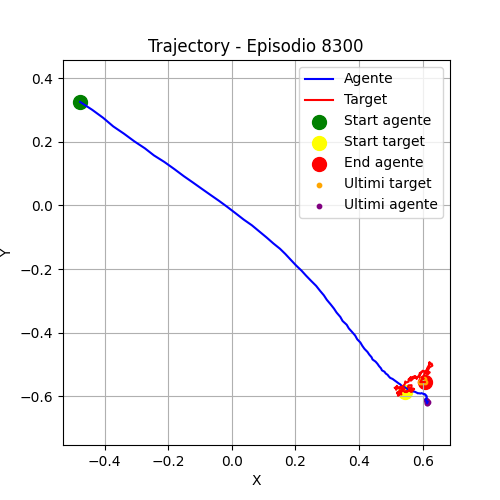 Trajectory - Episodio 8300
Agente
Target
Start agente
Start target
End agente
Ultimi target
Ultimi agente
Y
0.4
0.2
0.0
−0.2
−0.4
−0.6
−0.4
−0.2
0.0
0.2
0.4
0.6
X